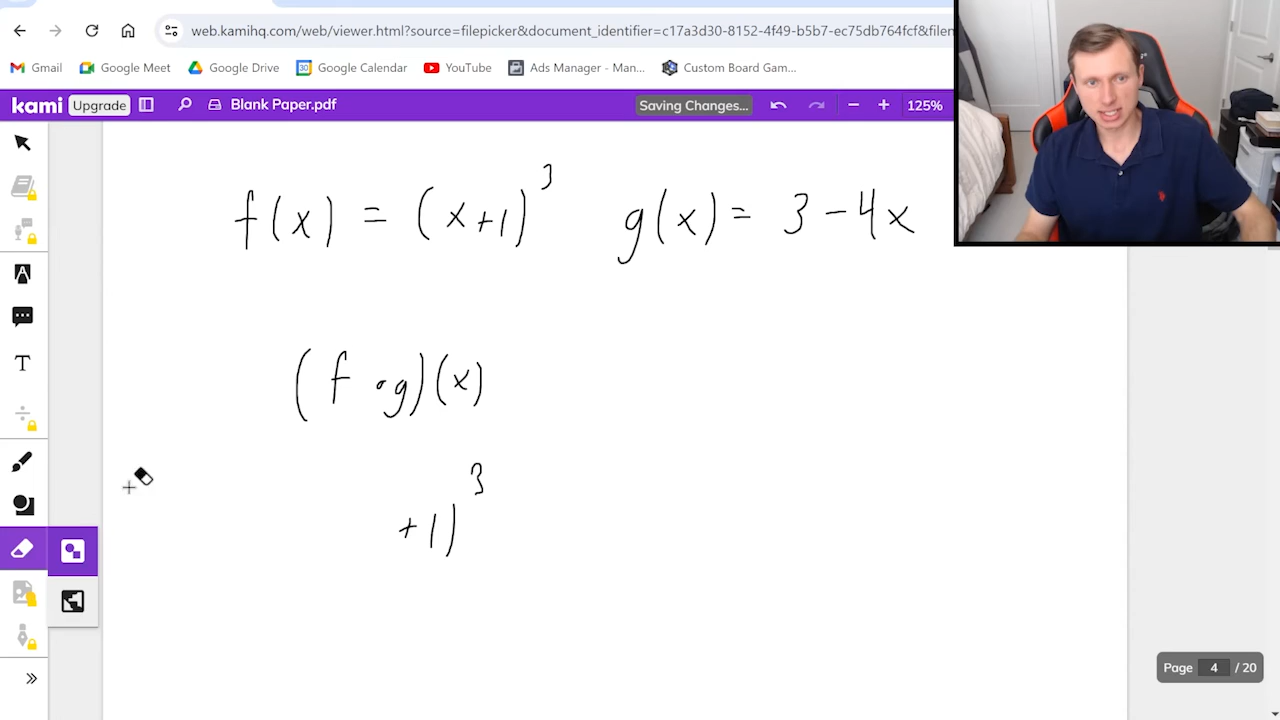 web.kamihq.com/web/viewer.html?source=filepicker&document_identifier=c17a3d30-8152-4f49-b5b7-ec75db764fcf&filen
Gmail Google Meet Google Drive 30 Google Calendar YouTube Ads Manager - Man... Custom Board Gam...
kami Upgrade Blank Paper.pdf Saving Changes... 125%
f(x) = (x+1)³ g(x) = 3-4x
(f∘g)(x)
+1)³
Page 4 / 20